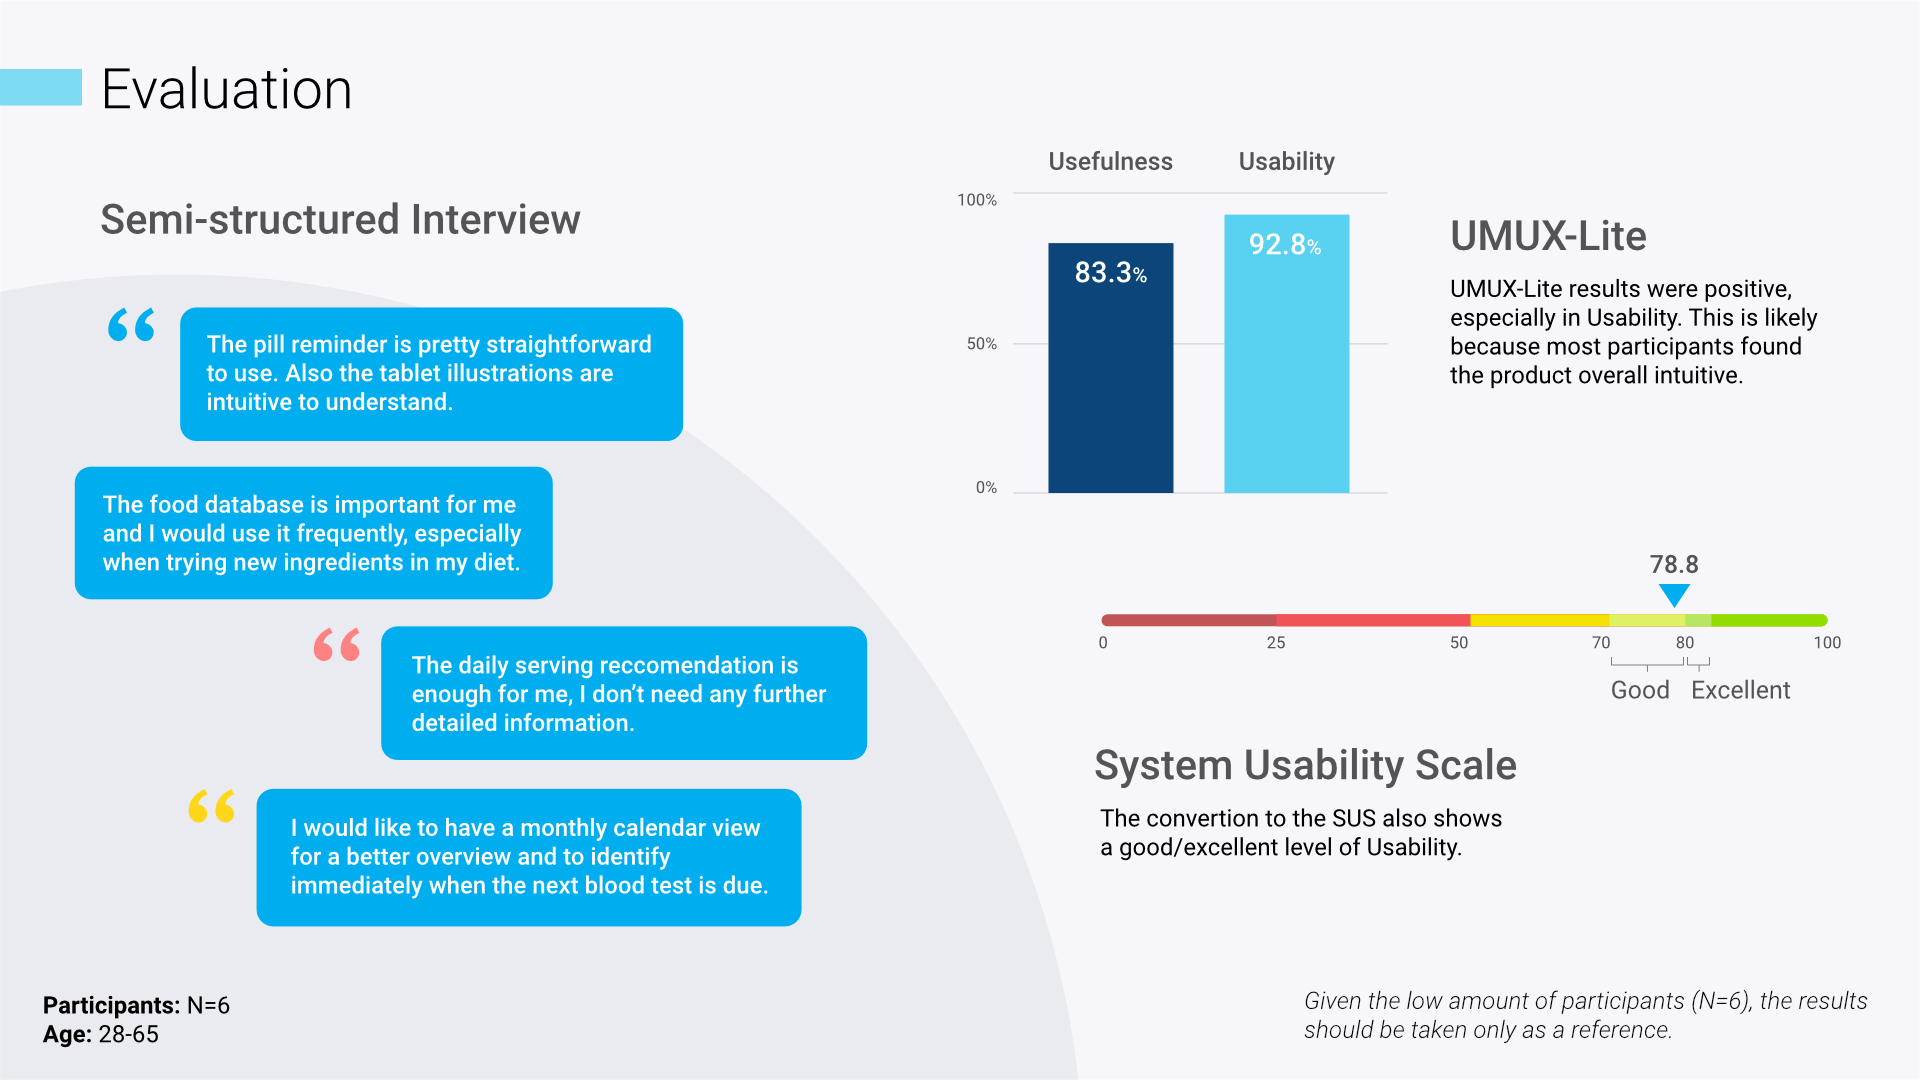 Evaluation
Semi-structured Interview
The pill reminder is pretty straightforward
to use. Also the tablet illustrations are
intuitive to understand.
The food database is important for me
and I would use it frequently, especially
when trying new ingredients in my diet.
The daily serving reccomendation is
enough for me, I don't need any further
detailed information.
I would like to have a monthly calendar view
for a better overview and to identify
immediately when the next blood test is due.
Participants: N=6
Age: 28-65
Usefulness Usability
100%
50%
0%
83.3%
92.8%
UMUX-Lite
UMUX-Lite results were positive,
especially in Usability. This is likely
because most participants found
the product overall intuitive.
78.8
0 25 50 70 80 100
Good Excellent
System Usability Scale
The convertion to the SUS also shows
a good/excellent level of Usability.
Given the low amount of participants (N=6), the results
should be taken only as a reference.